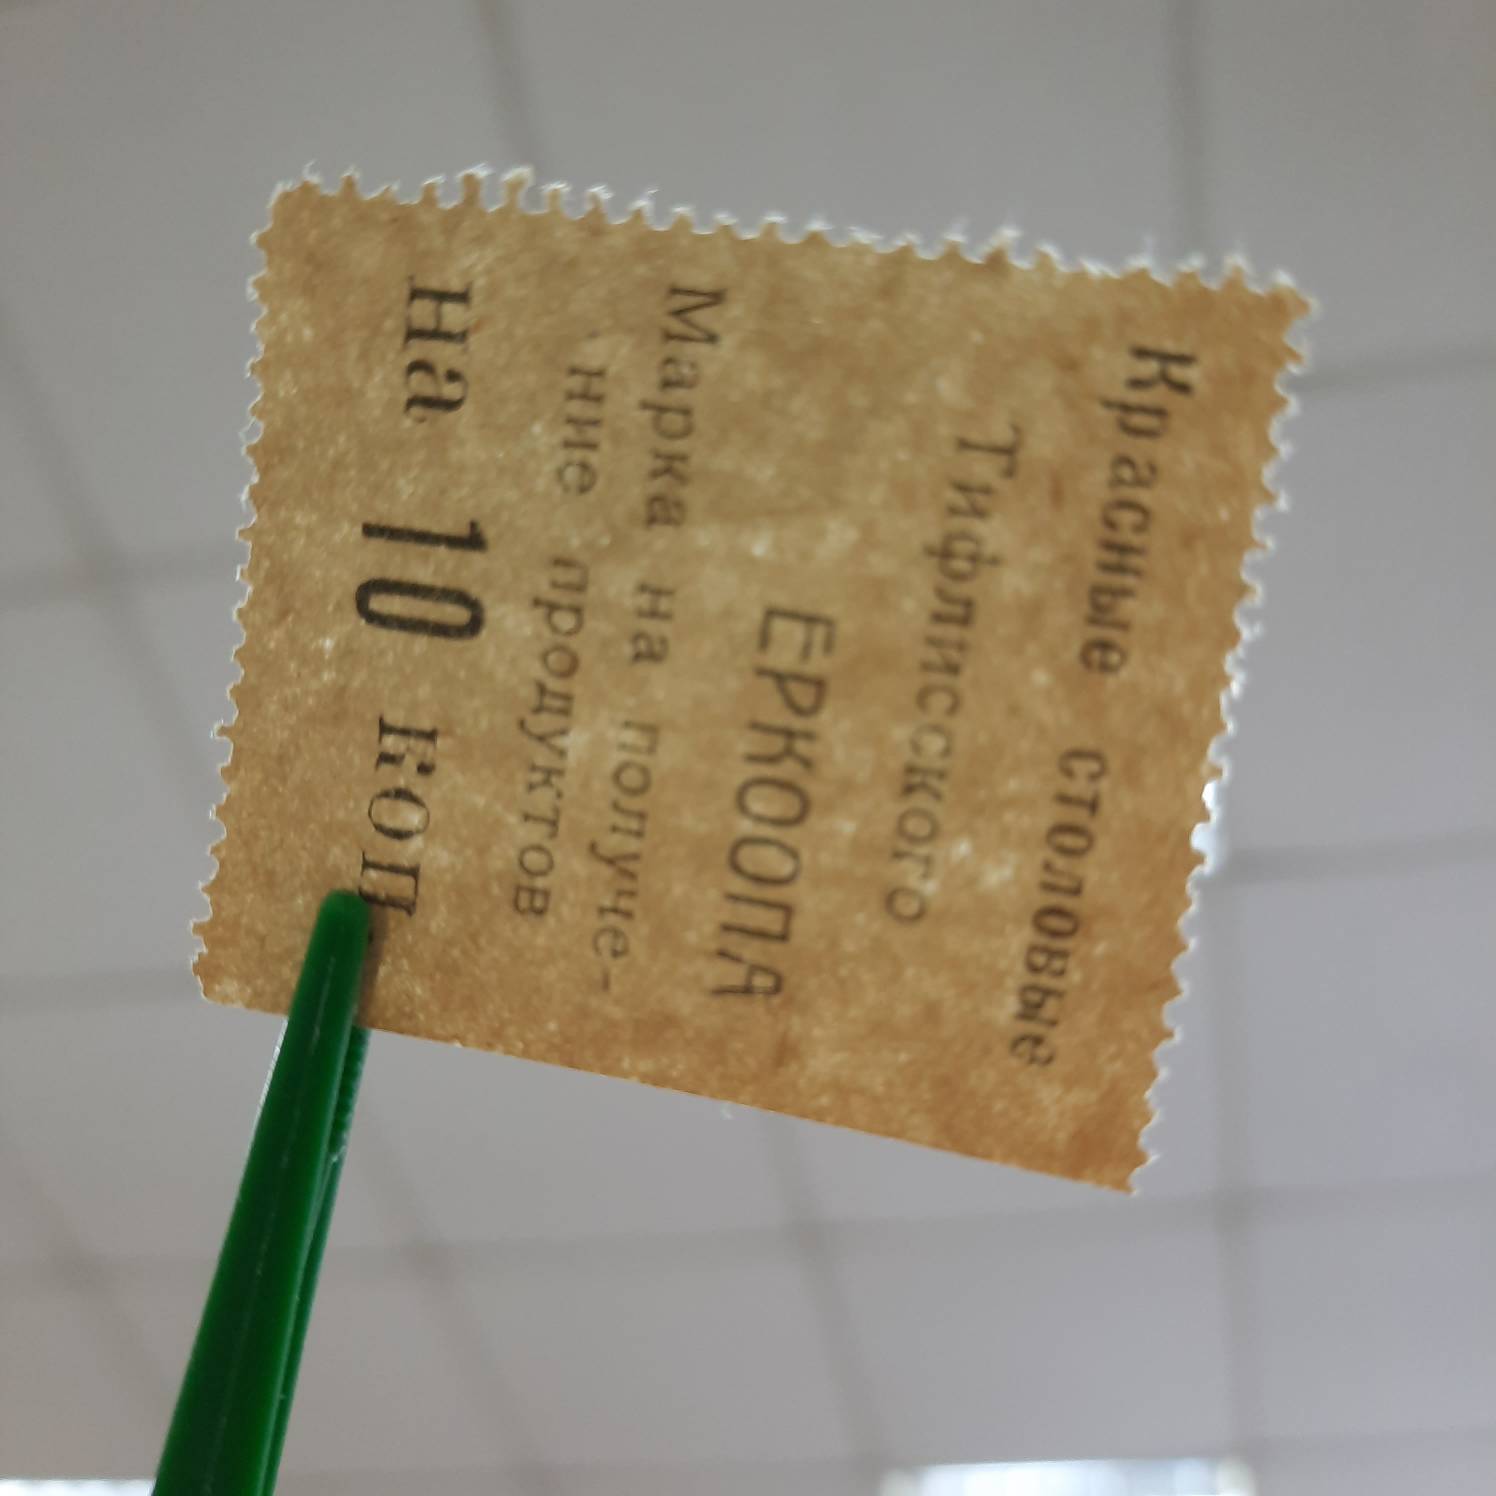 Красные столовые
Тифлисского
ЕРКООПА
Марка на получе-
ние продуктов
на 10 коп